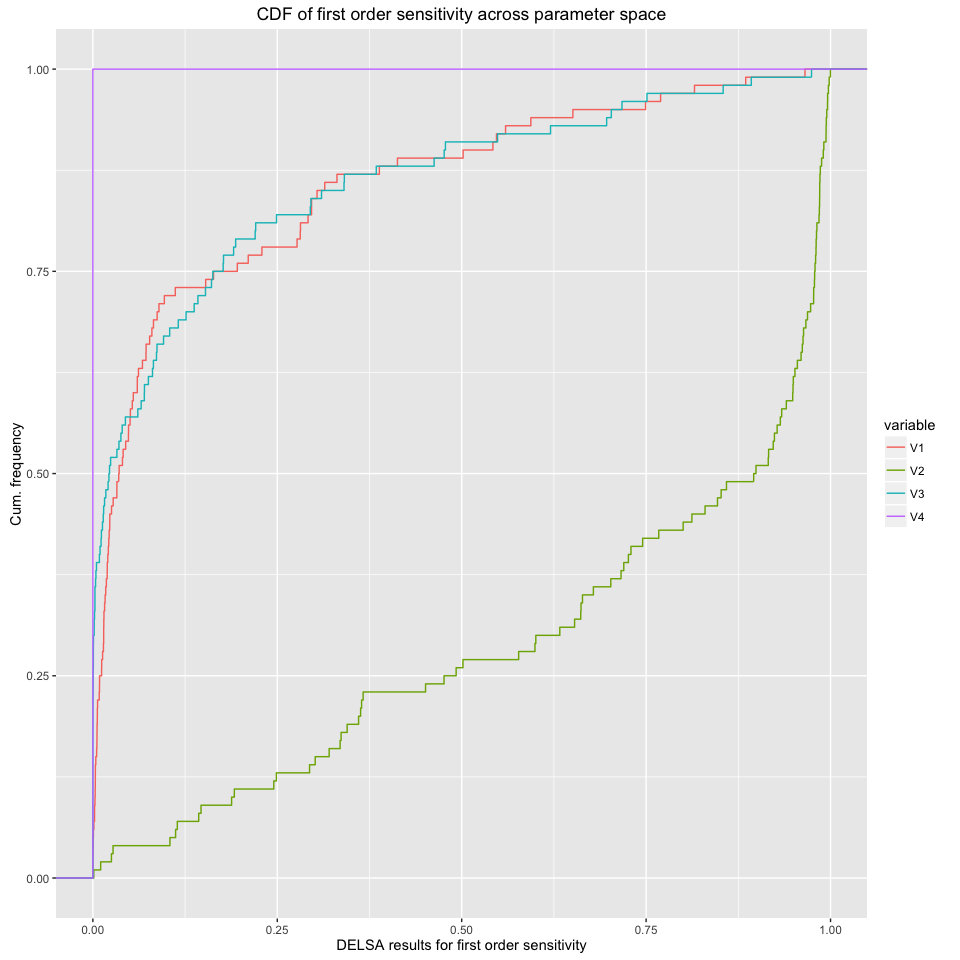 CDF of first order sensitivity across parameter space
Cum. frequency
1.00
0.75
0.50
0.25
0.00
0.00 0.25 0.50 0.75 1.00
DELSA results for first order sensitivity
variable
V1
V2
V3
V4